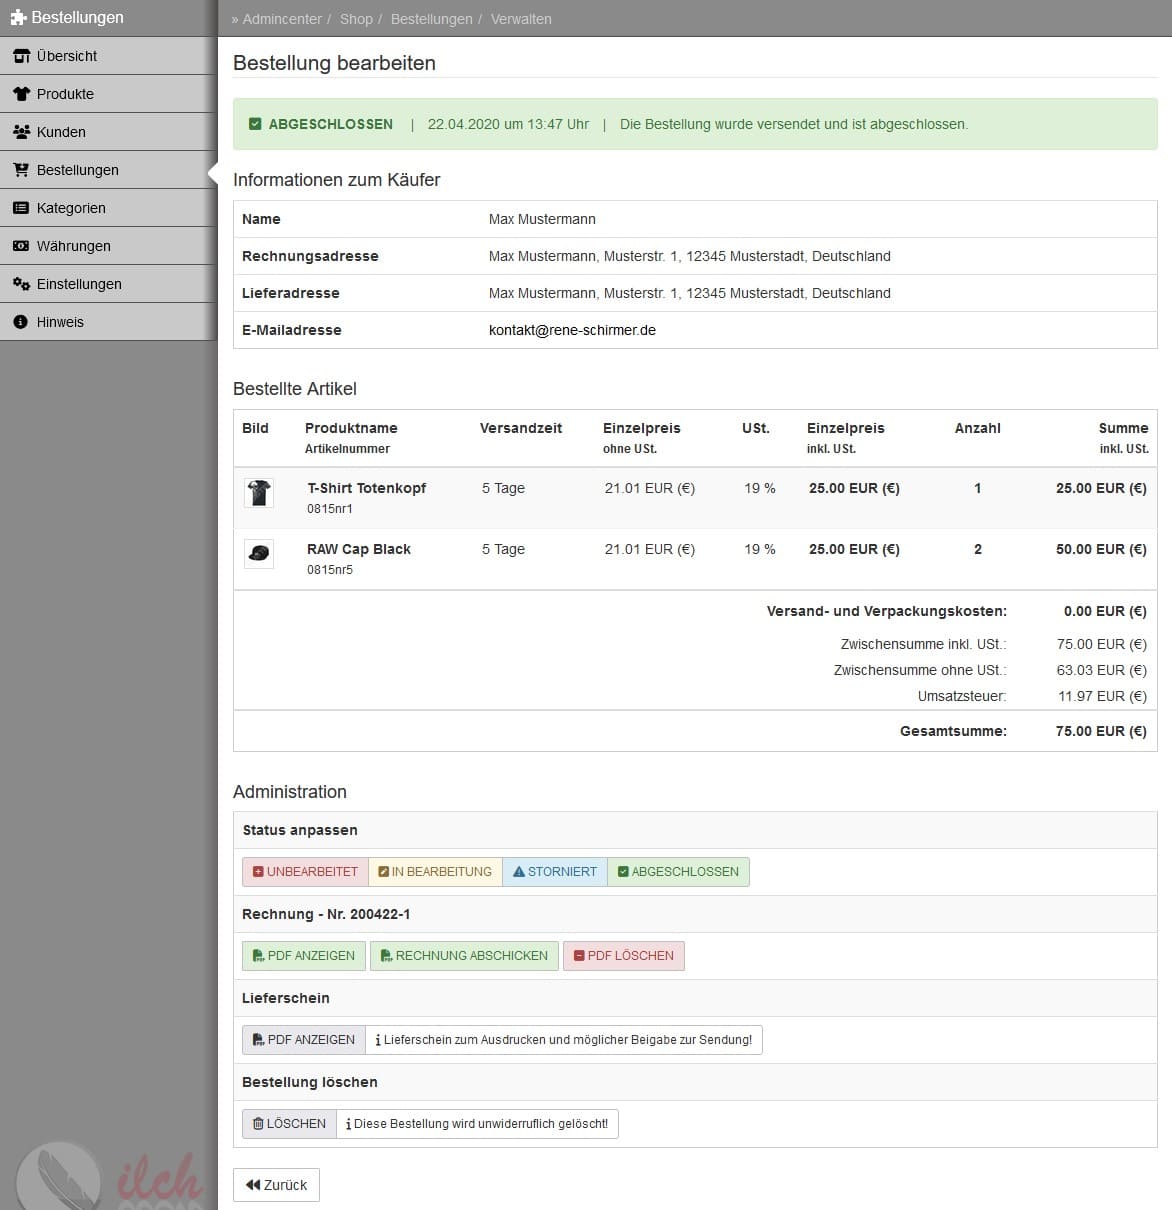 Bestellungen
» Admincenter / Shop / Bestellungen / Verwalten
Übersicht
Produkte
Kunden
Bestellungen
Kategorien
Währungen
Einstellungen
Hinweis
Bestellung bearbeiten
ABGESCHLOSSEN | 22.04.2020 um 13:47 Uhr | Die Bestellung wurde versendet und ist abgeschlossen.
Informationen zum Käufer
Name Max Mustermann
Rechnungsadresse Max Mustermann, Musterstr. 1, 12345 Musterstadt, Deutschland
Lieferadresse Max Mustermann, Musterstr. 1, 12345 Musterstadt, Deutschland
E-Mailadresse kontakt@rene-schirmer.de
Bestellte Artikel
Bild Produktname Versandzeit Einzelpreis USt. Einzelpreis Anzahl Summe
Artikelnummer ohne USt. inkl. USt. inkl. USt.
T-Shirt Totenkopf 5 Tage 21.01 EUR (€) 19 % 25.00 EUR (€) 1 25.00 EUR (€)
0815nr1
RAW Cap Black 5 Tage 21.01 EUR (€) 19 % 25.00 EUR (€) 2 50.00 EUR (€)
0815nr5
Versand- und Verpackungskosten: 0.00 EUR (€)
Zwischensumme inkl. USt.: 75.00 EUR (€)
Zwischensumme ohne USt.: 63.03 EUR (€)
Umsatzsteuer: 11.97 EUR (€)
Gesamtsumme: 75.00 EUR (€)
Administration
Status anpassen
UNBEARBEITET IN BEARBEITUNG STORNIERT ABGESCHLOSSEN
Rechnung - Nr. 200422-1
PDF ANZEIGEN RECHNUNG ABSCHICKEN PDF LÖSCHEN
Lieferschein
PDF ANZEIGEN Lieferschein zum Ausdrucken und möglicher Beigabe zur Sendung!
Bestellung löschen
LÖSCHEN Diese Bestellung wird unwiderruflich gelöscht!
Zurück
ilch